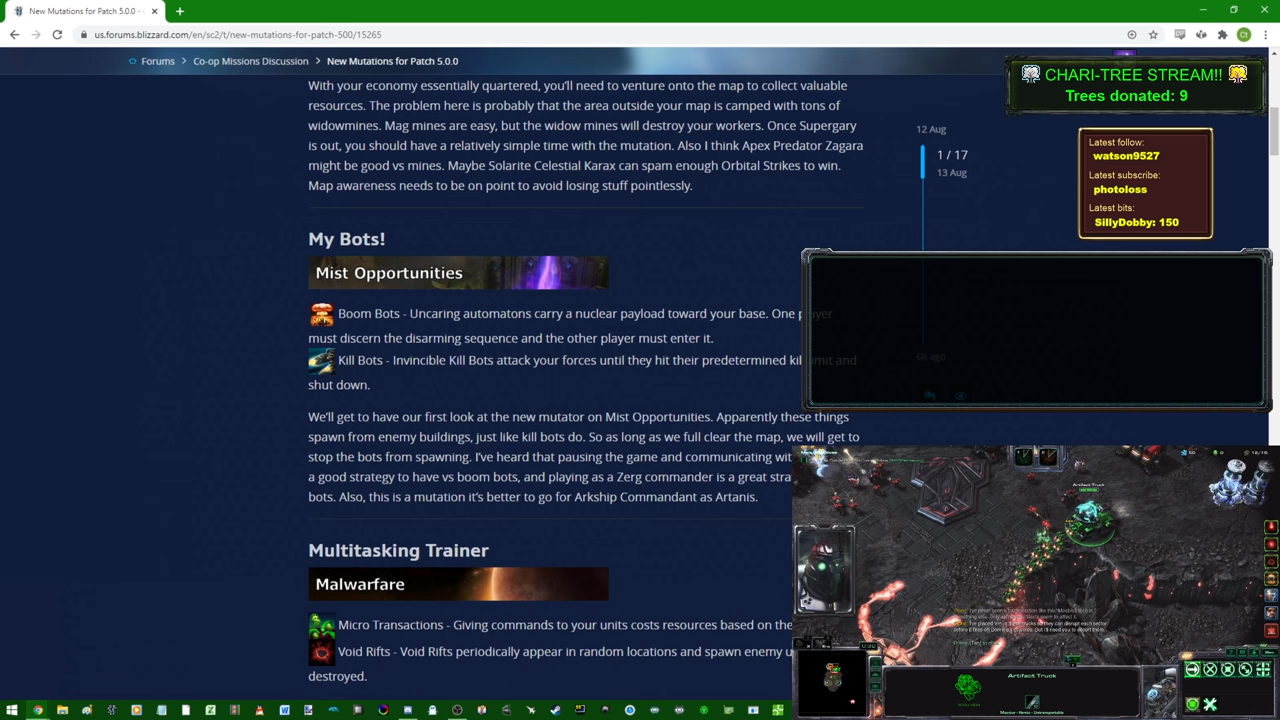 New Mutations for Patch 5.0.0 -
us.forums.blizzard.com/en/sc2/t/new-mutations-for-patch-500/15265
Forums > Co-op Missions Discussion > New Mutations for Patch 5.0.0
With your economy essentially quartered, you'll need to venture onto the map to collect valuable
resources. The problem here is probably that the area outside your map is camped with tons of
widowmines. Mag mines are easy, but the widow mines will destroy your workers. Once Supergary
is out, you should have a relatively simple time with the mutation. Also I think Apex Predator Zagara
might be good vs mines. Maybe Solarite Celestial Karax can spam enough Orbital Strikes to win.
Map awareness needs to be on point to avoid losing stuff pointlessly.
My Bots!
Mist Opportunities
Boom Bots - Uncaring automatons carry a nuclear payload toward your base. One player
must discern the disarming sequence and the other player must enter it.
Kill Bots - Invincible Kill Bots attack your forces until they hit their predetermined kill limit and
shut down.
We'll get to have our first look at the new mutator on Mist Opportunities. Apparently these things
spawn from enemy buildings, just like kill bots do. So as long as we full clear the map, we will get to
stop the bots from spawning. I've heard that pausing the game and communicating wit
a good strategy to have vs boom bots, and playing as a Zerg commander is a great stra
bots. Also, this is a mutation it's better to go for Arkship Commandant as Artanis.
Multitasking Trainer
Malwarfare
Micro Transactions - Giving commands to your units costs resources based on the
Void Rifts - Void Rifts periodically appear in random locations and spawn enemy u
destroyed.
12 Aug
1 / 17
13 Aug
5h ago
CHARI-TREE STREAM!!
Trees donated: 9
Latest follow:
watson9527
Latest subscribe:
photoloss
Latest bits:
SillyDobby: 150
Artifact Truck
Artifact Truck
Massive - Heroic - Untransportable
Menu